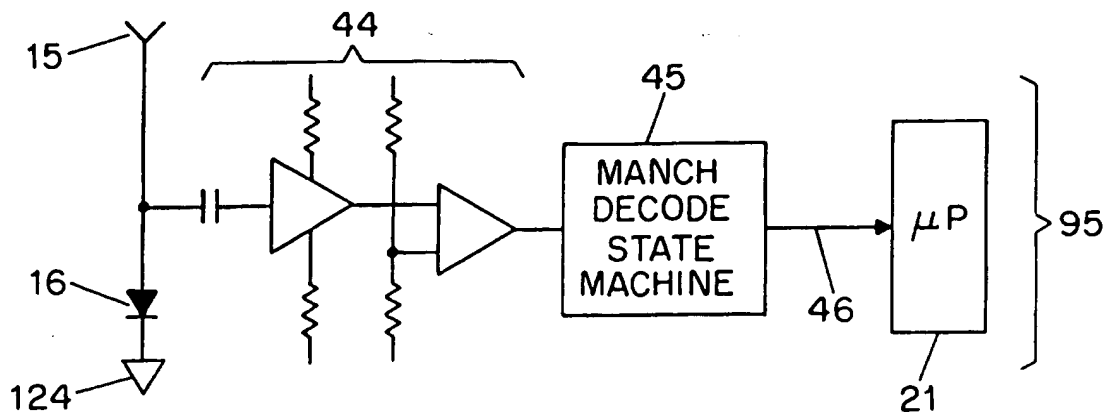 15
44
45
MANCH
DECODE
STATE
MACHINE
μP
95
16
46
124
21